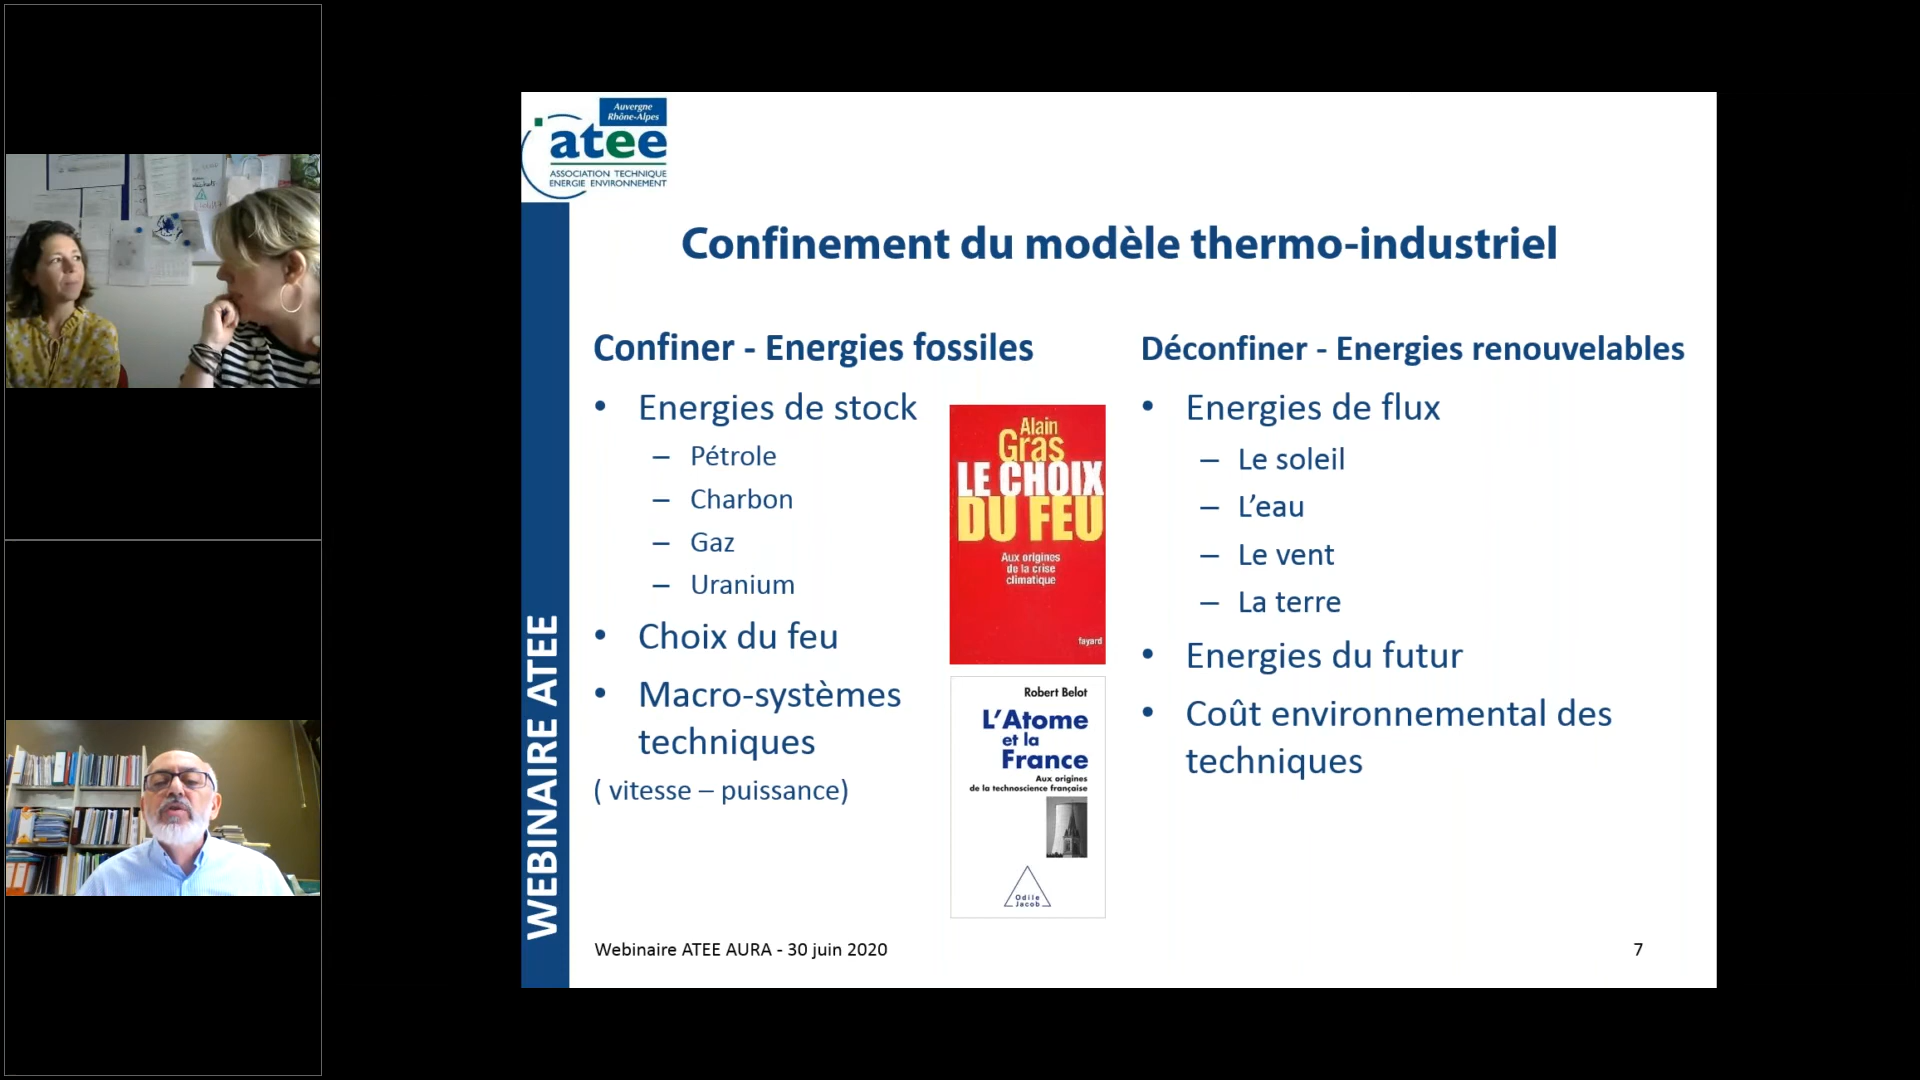 Auvergne
Rhône-Alpes
atee
ASSOCIATION TECHNIQUE
ENERGIE ENVIRONNEMENT
Confinement du modèle thermo-industriel
Confiner - Energies fossiles
• Energies de stock
– Pétrole
– Charbon
– Gaz
– Uranium
• Choix du feu
• Macro-systèmes
techniques
( vitesse – puissance)
Alain
Gras
LE CHOIX
DU FEU
Aux origines
de la crise
climatique
fayard
Robert Belot
L'Atome
et la
France
Aux origines
de la technoscience française
Odile
Jacob
Déconfiner - Energies renouvelables
• Energies de flux
– Le soleil
– L’eau
– Le vent
– La terre
• Energies du futur
• Coût environnemental des
techniques
WEBINAIRE ATEE
Webinaire ATEE AURA - 30 juin 2020
7